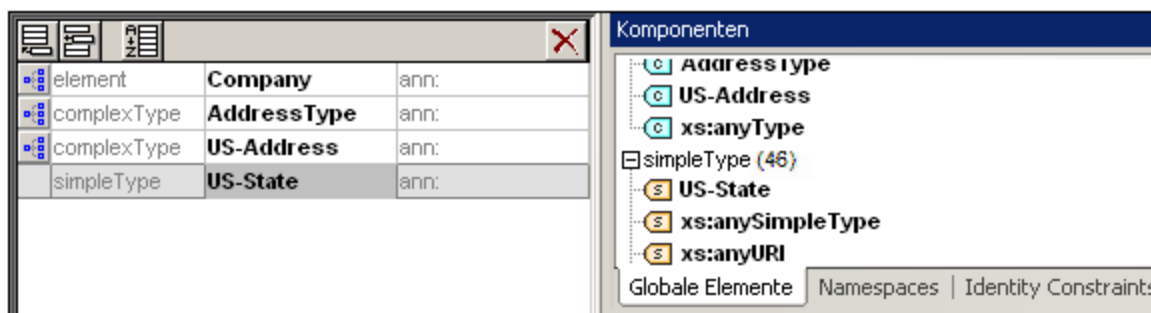 element Company ann:
complexType AddressType ann:
complexType US-Address ann:
simpleType US-State ann:
Komponenten
AddressType
US-Address
xs:anyType
simpleType (46)
US-State
xs:anySimpleType
xs:anyURI
Globale Elemente Namespaces | Identity Constraints